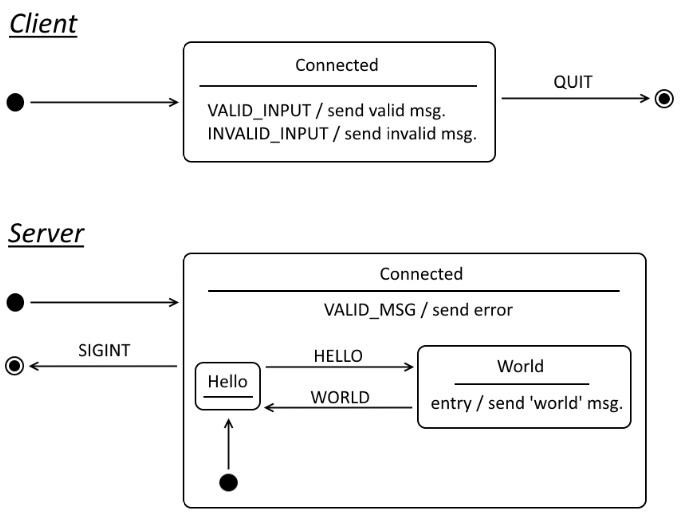 Client
Connected
VALID_INPUT / send valid msg.
INVALID_INPUT / send invalid msg.
QUIT
Server
Connected
VALID_MSG / send error
SIGINT
HELLO
Hello
World
WORLD
entry / send 'world' msg.